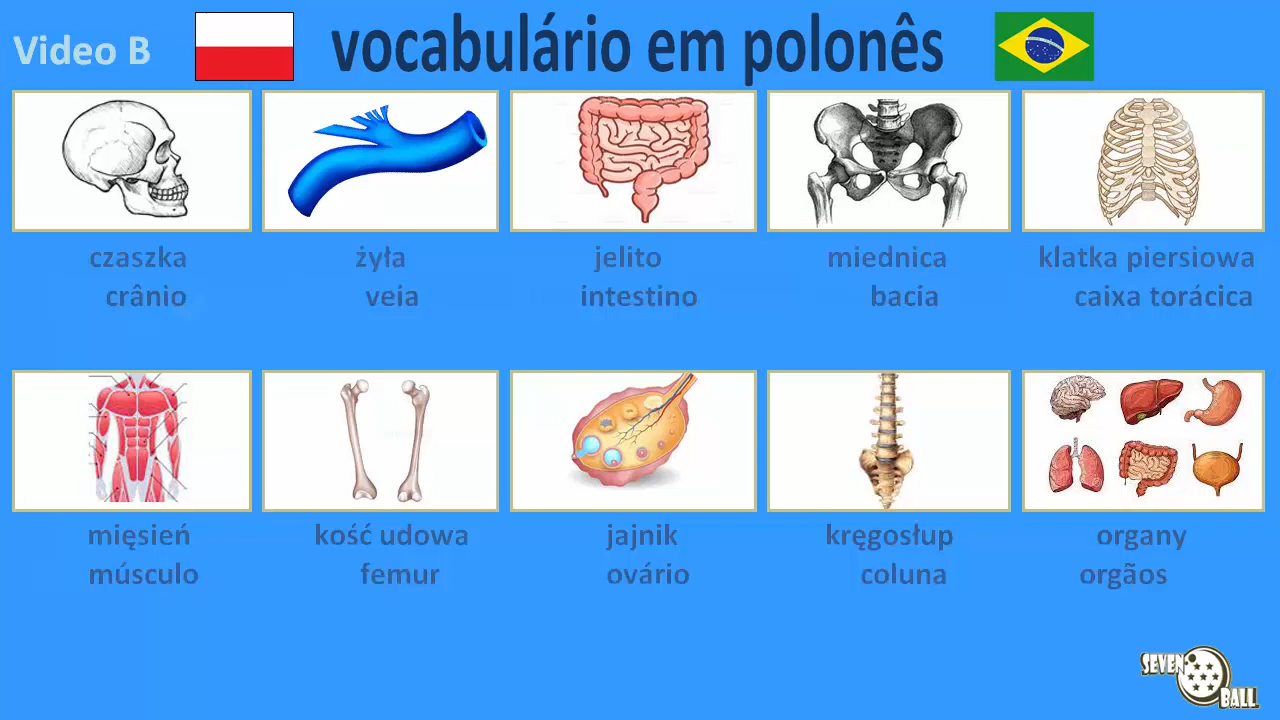 Video B
vocabulário em polonês
czaszka
crânio
żyła
veia
jelito
intestino
miednica
bacia
klatka piersiowa
caixa torácica
mięsień
músculo
kość udowa
femur
jajnik
ovário
kręgosłup
coluna
organy
orgãos
SEVEN
BALL